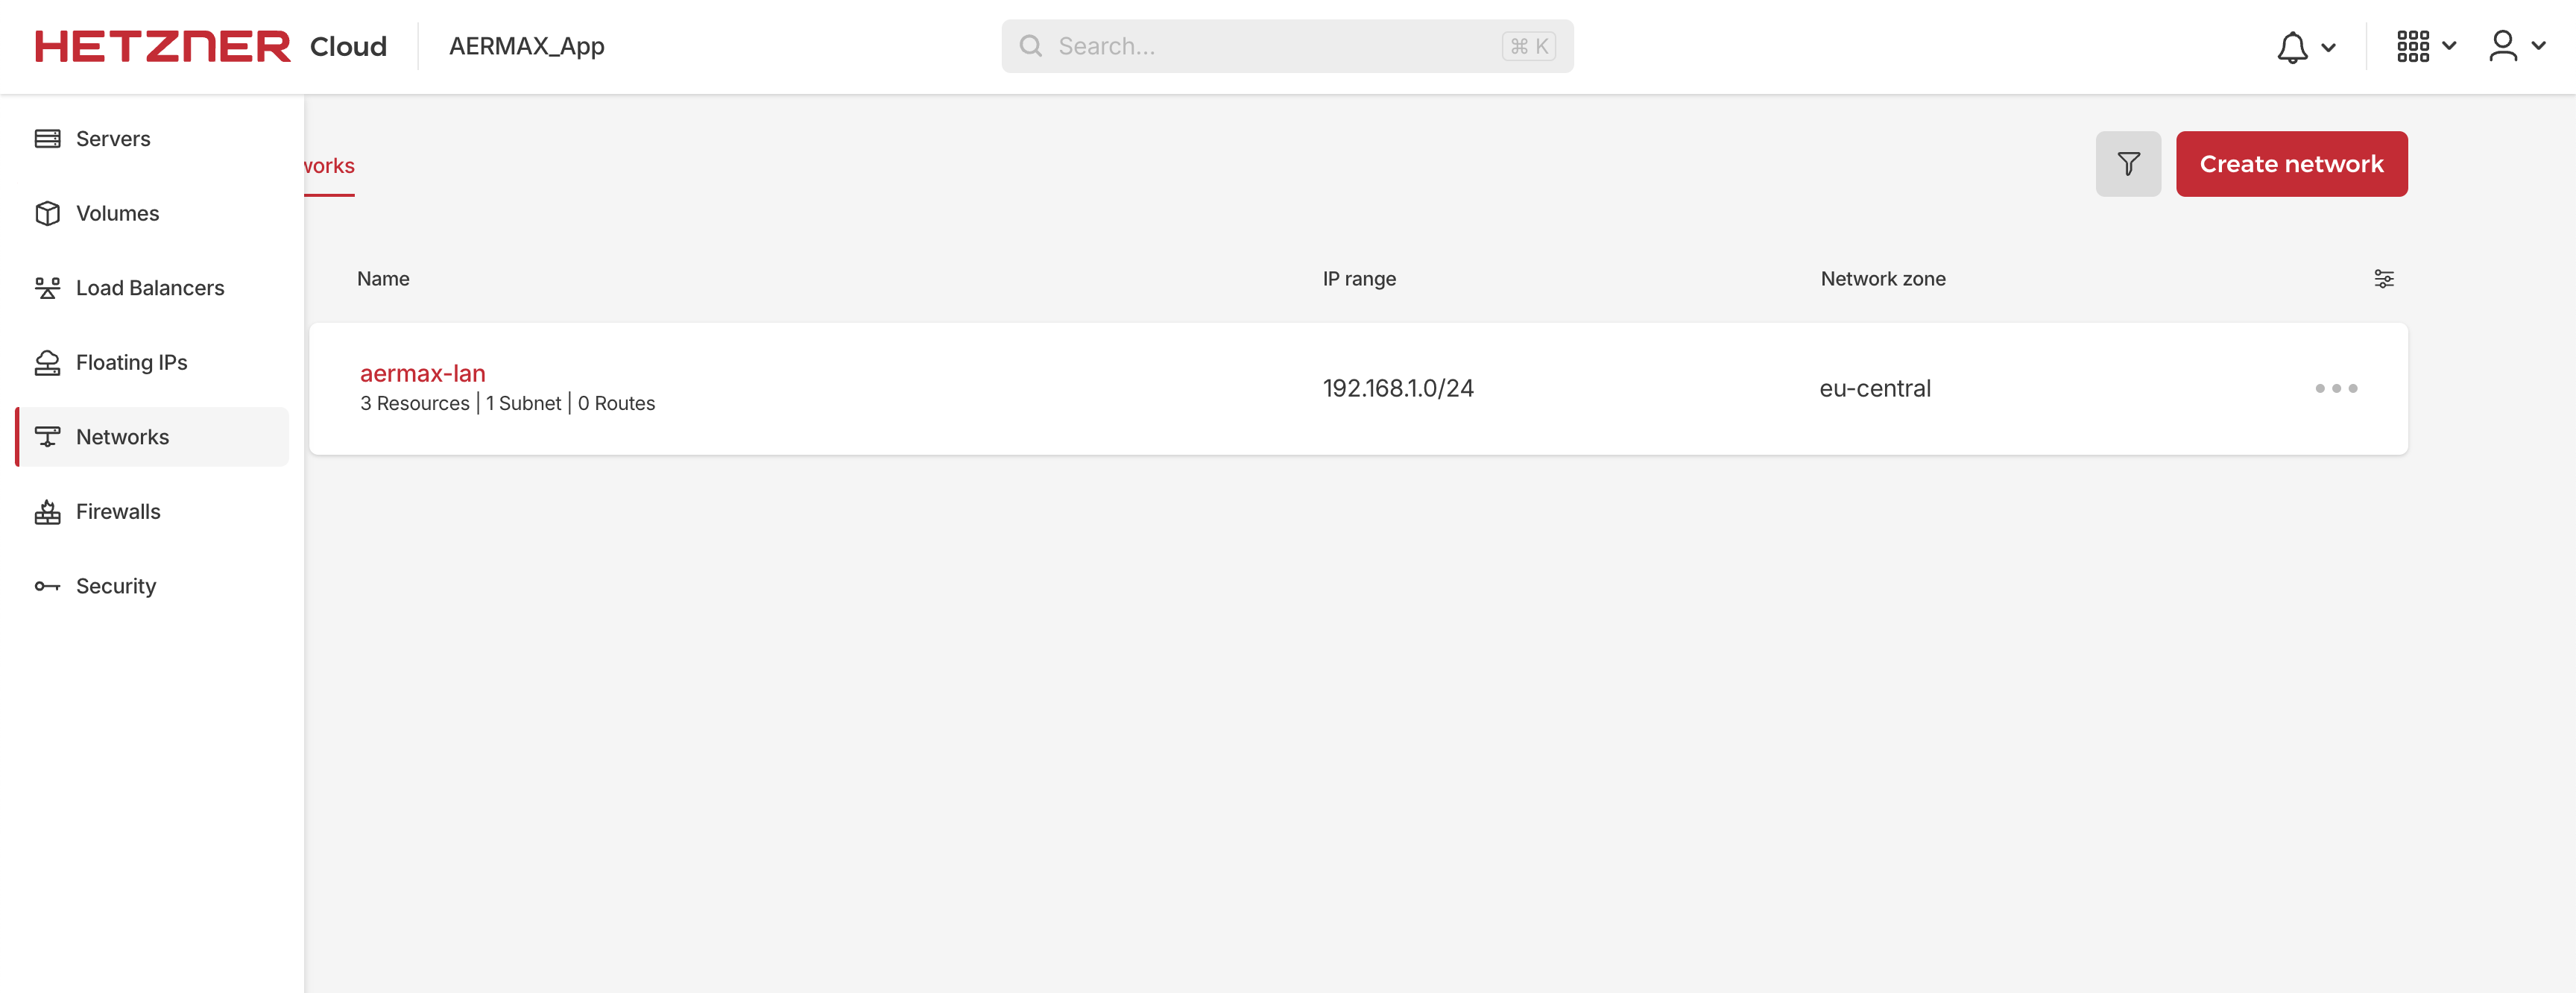 HETZNER Cloud AERMAX_App Search... ⌘ K
Servers
Volumes
Load Balancers
Floating IPs
Networks
Firewalls
Security
works
Create network
Name IP range Network zone
aermax-lan 192.168.1.0/24 eu-central
3 Resources | 1 Subnet | 0 Routes